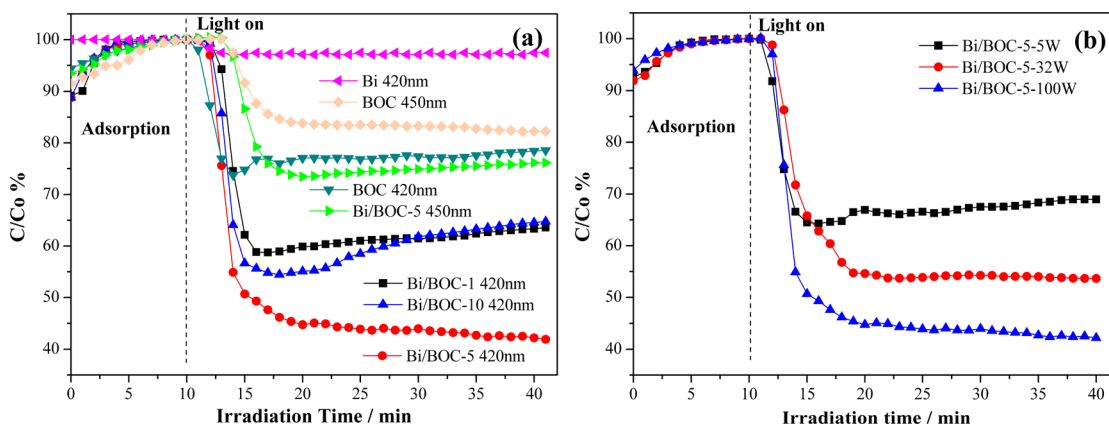 Light on
(a)
Bi 420nm
BOC 450nm
Adsorption
BOC 420nm
Bi/BOC-5 450nm
Bi/BOC-1 420nm
Bi/BOC-10 420nm
Bi/BOC-5 420nm
C/Co %
100
90
80
70
60
50
40
0 5 10 15 20 25 30 35 40
Irradiation Time / min
Light on
(b)
Bi/BOC-5-5W
Bi/BOC-5-32W
Bi/BOC-5-100W
Adsorption
C/Co %
100
90
80
70
60
50
40
0 5 10 15 20 25 30 35 40
Irradiation time / min